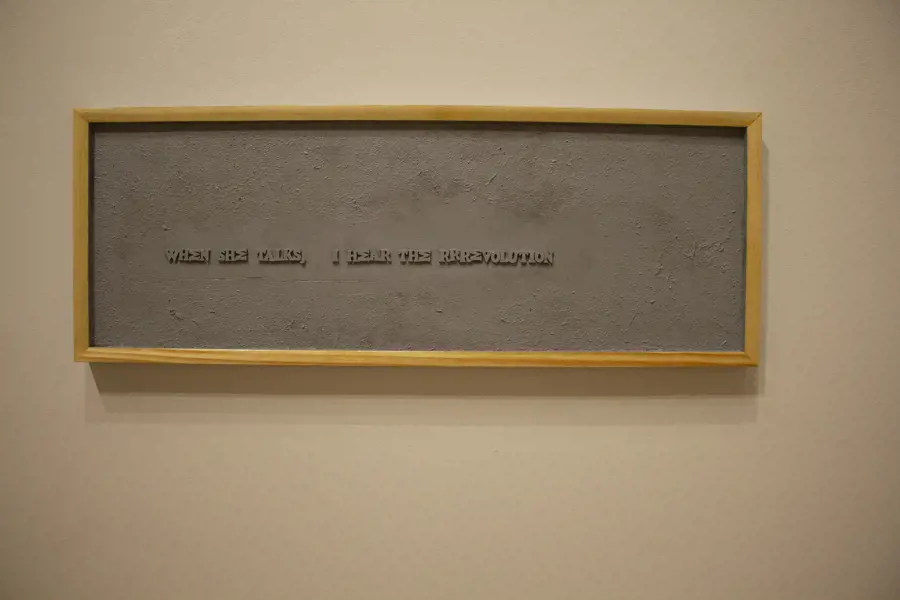 WHEN SHE TALKS, I HEAR THE RRREVOLUTION